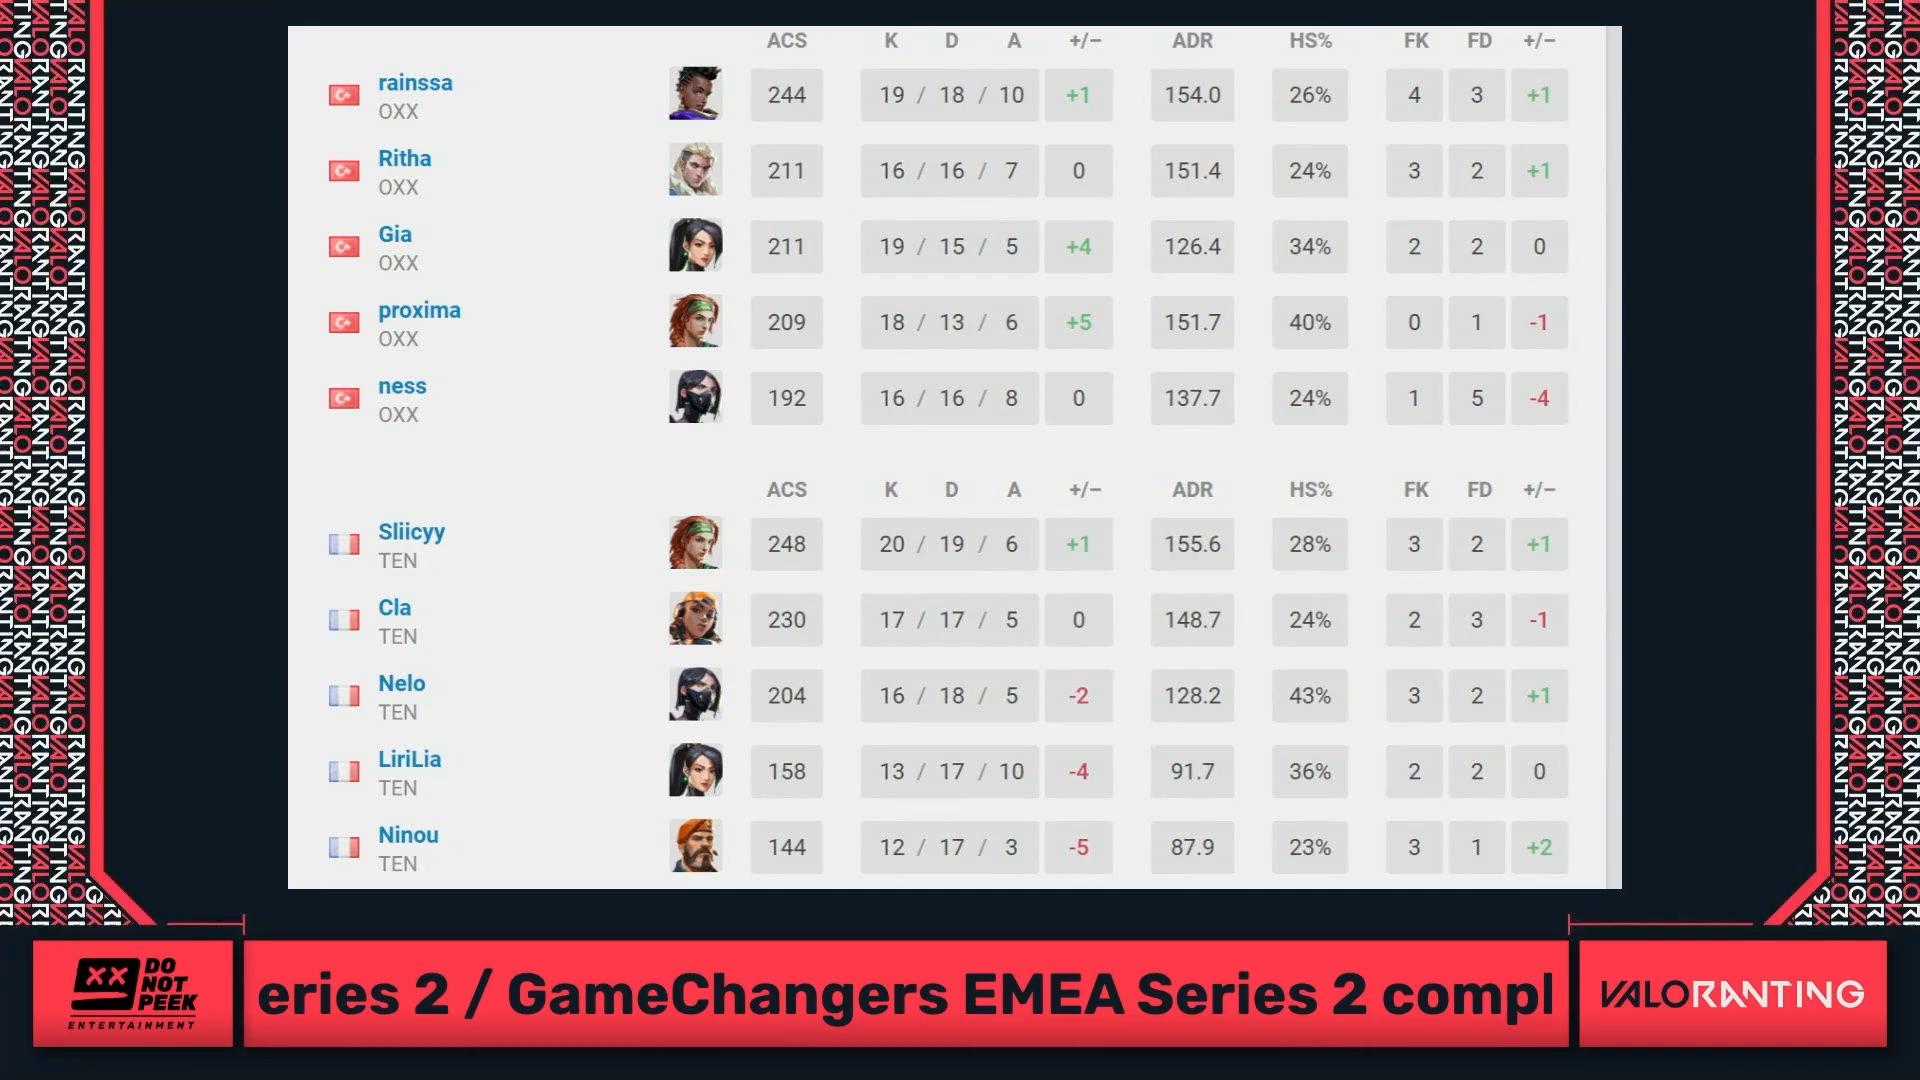 ACS K D A +/− ADR HS% FK FD +/−
rainssa
OXX
244 19 / 18 / 10 +1 154.0 26% 4 3 +1
Ritha
OXX
211 16 / 16 / 7 0 151.4 24% 3 2 +1
Gia
OXX
211 19 / 15 / 5 +4 126.4 34% 2 2 0
proxima
OXX
209 18 / 13 / 6 +5 151.7 40% 0 1 -1
ness
OXX
192 16 / 16 / 8 0 137.7 24% 1 5 -4
ACS K D A +/− ADR HS% FK FD +/−
Sliicyy
TEN
248 20 / 19 / 6 +1 155.6 28% 3 2 +1
Cla
TEN
230 17 / 17 / 5 0 148.7 24% 2 3 -1
Nelo
TEN
204 16 / 18 / 5 -2 128.2 43% 3 2 +1
LiriLia
TEN
158 13 / 17 / 10 -4 91.7 36% 2 2 0
Ninou
TEN
144 12 / 17 / 3 -5 87.9 23% 3 1 +2
XX DO
NOT
PEEK
ENTERTAINMENT
eries 2 / GameChangers EMEA Series 2 compl
VALORANTING